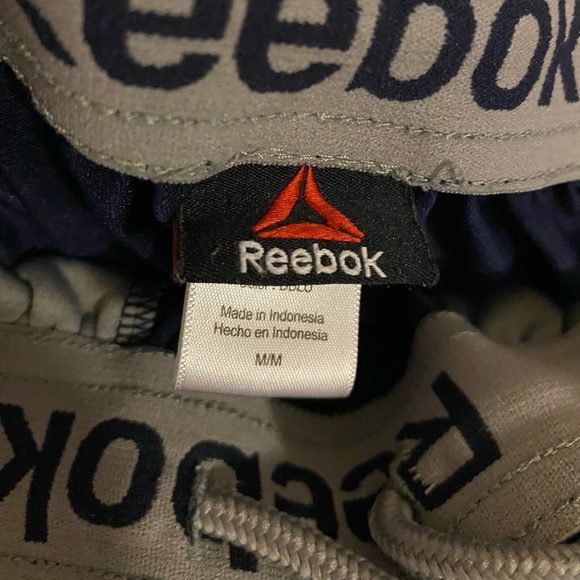 Reebok
Reebok
Made in Indonesia
Hecho en Indonesia
M/M
Reebok